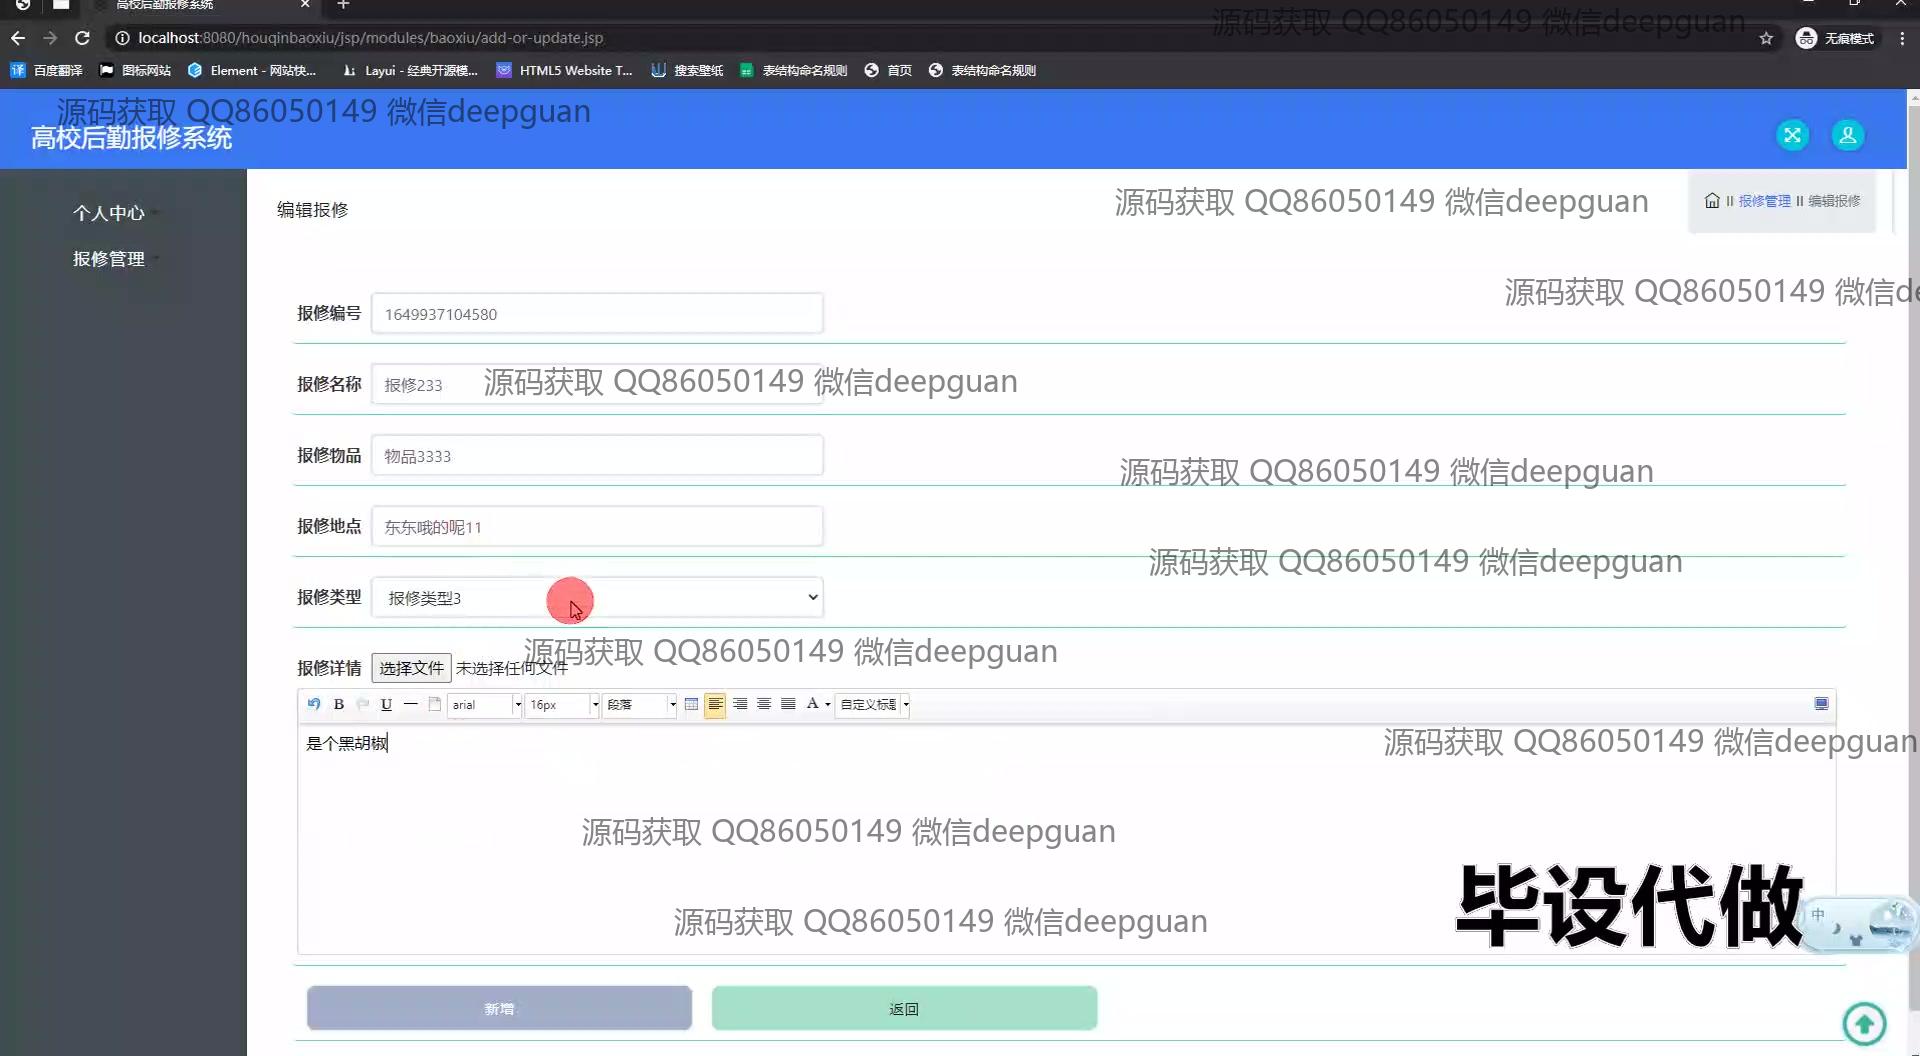 高校后勤报修系统
源码获取 QQ86050149 微信deepguan
localhost:8080/houqinbaoxiu/jsp/modules/baoxiu/add-or-update.jsp
无痕模式
百度翻译
图标网站
Element - 网站快...
Layui - 经典开源模...
HTML5 Website T...
搜索壁纸
表结构命名规则
首页
表结构命名规则
源码获取 QQ86050149 微信deepguan
高校后勤报修系统
个人中心
报修管理
编辑报修
源码获取 QQ86050149 微信deepguan
报修管理 编辑报修
源码获取 QQ86050149 微信de
报修编号 1649937104580
报修名称 报修233
源码获取 QQ86050149 微信deepguan
报修物品 物品3333
源码获取 QQ86050149 微信deepguan
报修地点 东东哦的呢11
源码获取 QQ86050149 微信deepguan
报修类型 报修类型3
源码获取 QQ86050149 微信deepguan
报修详情 选择文件 未选择任何文件
B U arial 16px 段落 A 自定义标题
是个黑胡椒
源码获取 QQ86050149 微信deepguan
源码获取 QQ86050149 微信deepguan
毕设代做
中
源码获取 QQ86050149 微信deepguan
新增
返回